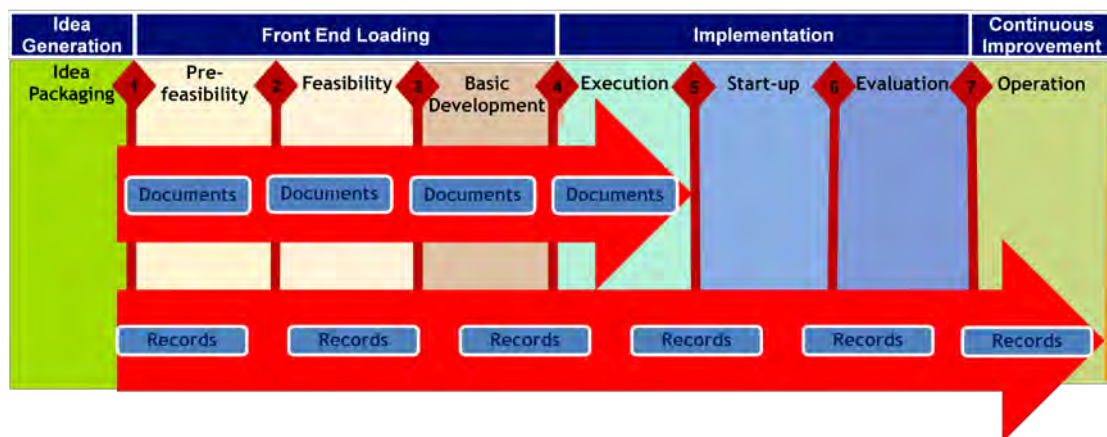 Idea
Generation
Front End Loading
Implementation
Continuous
Improvement
Idea
Packaging
1
Pre-
feasibility
2
Feasibility
3
Basic
Development
4
Execution
5
Start-up
6
Evaluation
7
Operation
Documents
Documents
Documents
Documents
Records
Records
Records
Records
Records
Records